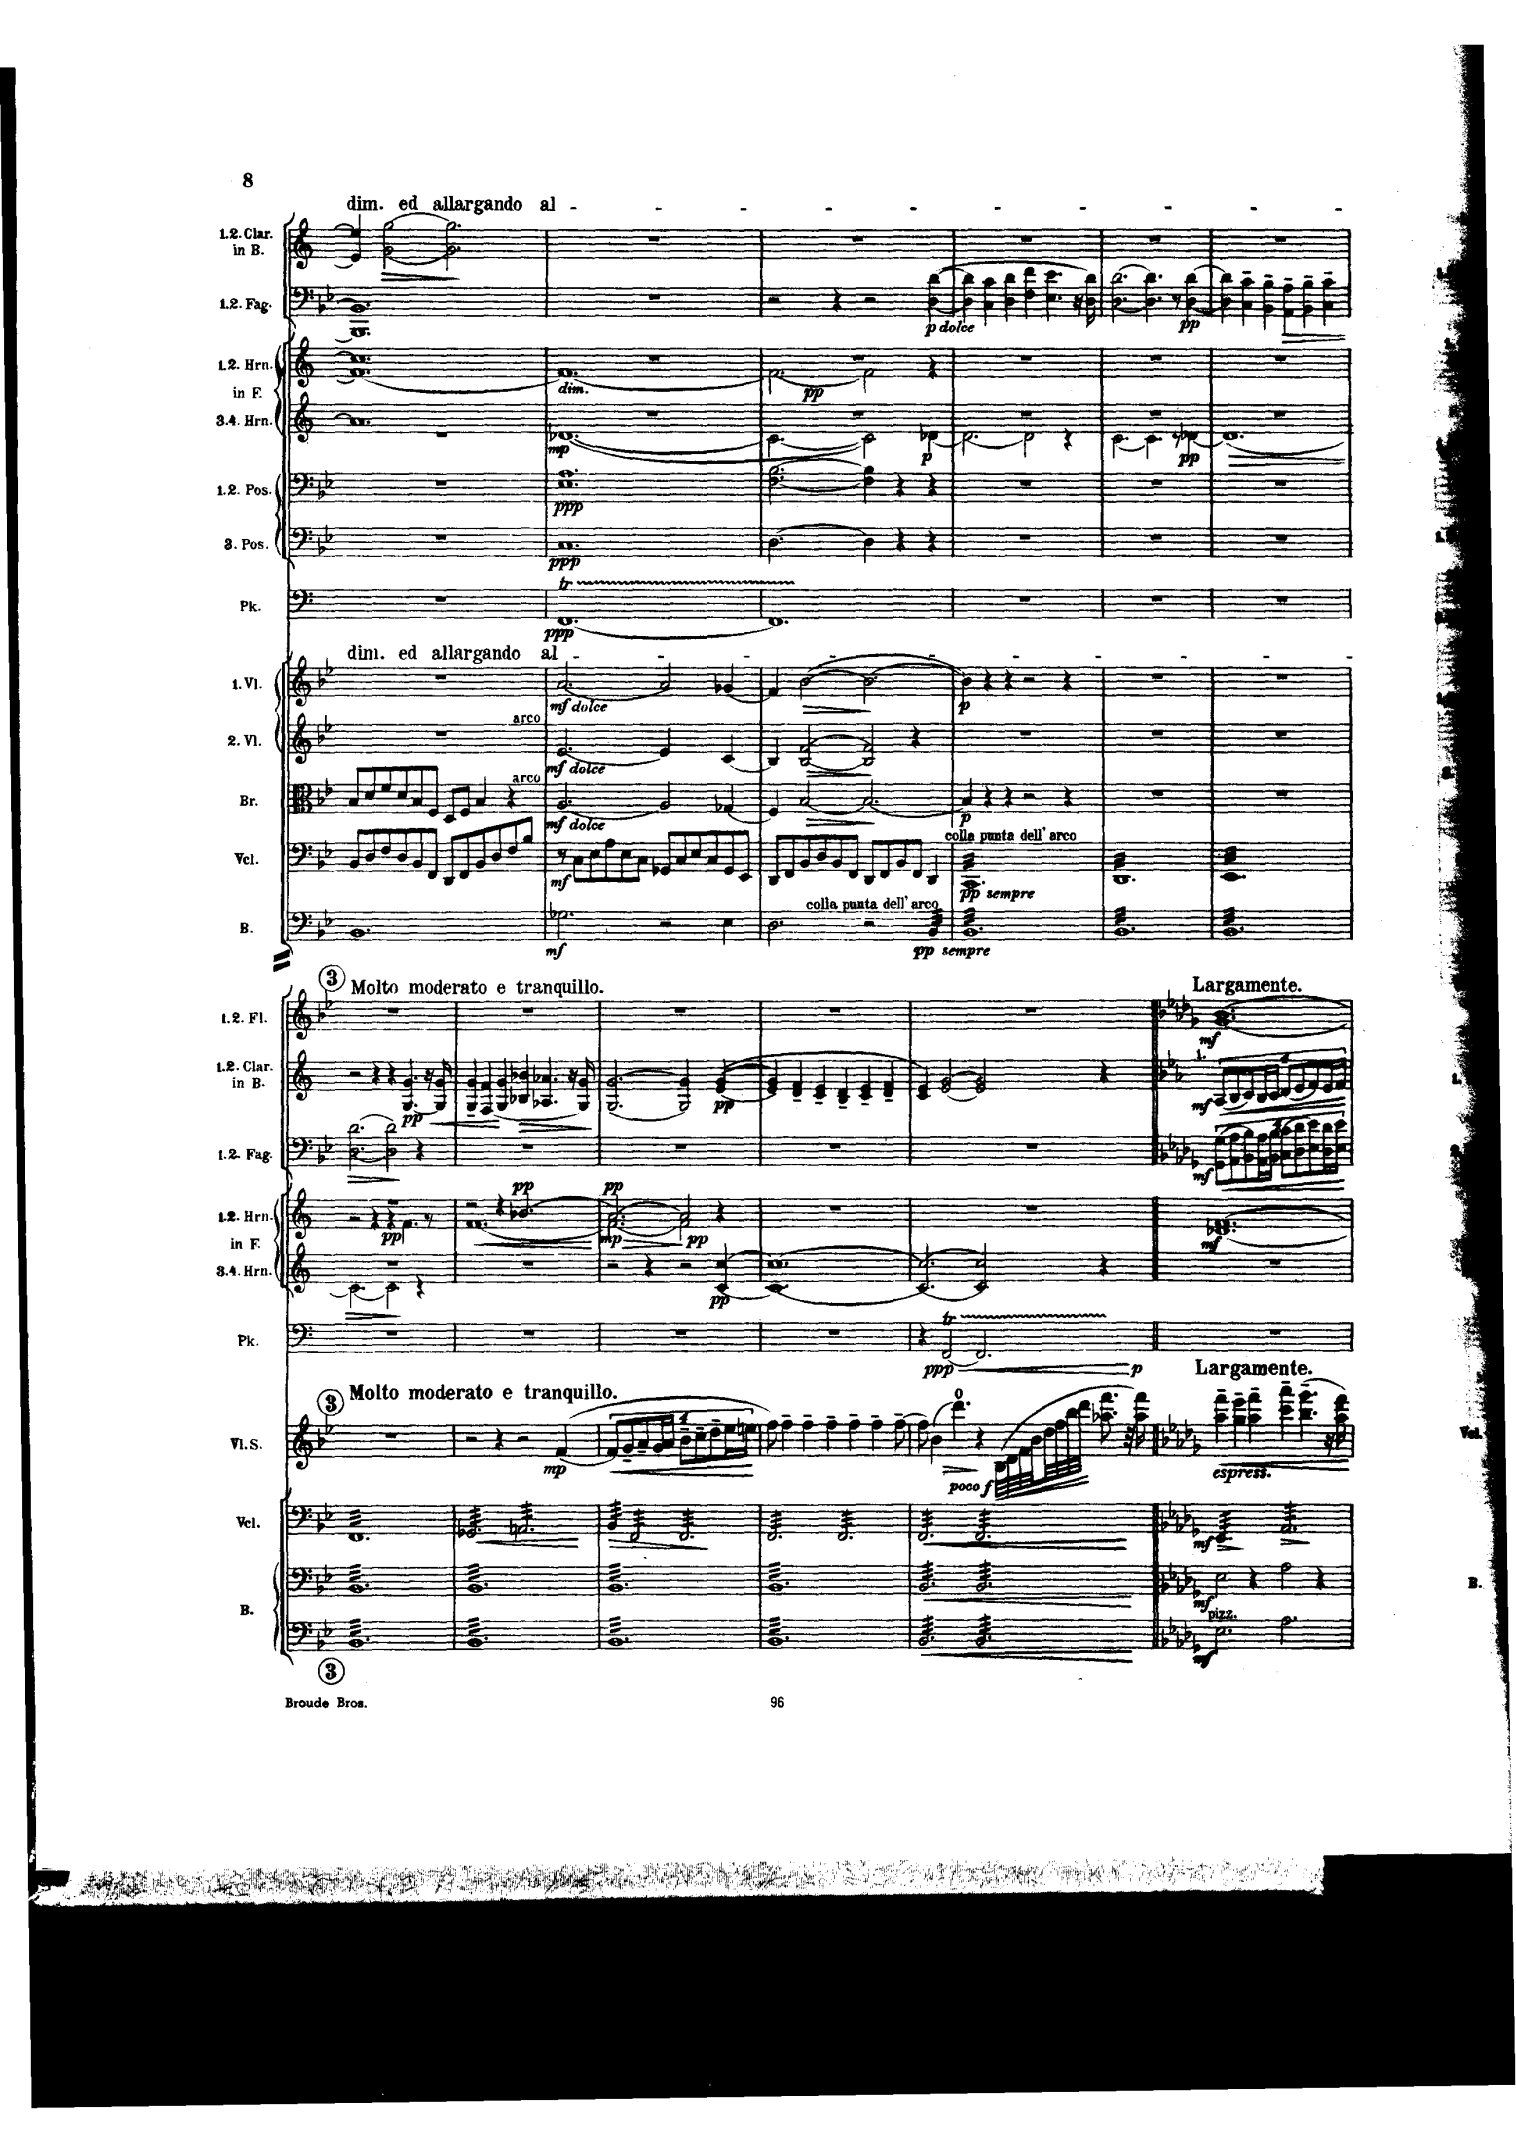 8
dim. ed allargando al
1.2. Clar. in B.
1.2. Fag.
p dolce
pp
1.2. Hrn.
in F.
dim.
pp
3.4. Hrn.
mp
p
pp
1.2. Pos.
ppp
3. Pos.
ppp
tr
Pk.
ppp
dim. ed allargando al
1. Vl.
mf dolce
p
arco
2. Vl.
mf dolce
arco
Br.
mf dolce
p
colla punta dell' arco
Vcl.
mf
pp sempre
colla punta dell' arco
B.
mf
pp sempre
3
Molto moderato e tranquillo.
Largamente.
1.2. Fl.
mf
1.2. Clar. in B.
1.
4
pp
pp
mf
1.2. Fag.
4
mf
pp
pp
1.2. Hrn.
pp
mp
pp
mf
in F.
3.4. Hrn.
pp
tr
Pk.
ppp
p
3
Molto moderato e tranquillo.
Largamente.
4
Vl.S.
mp
poco f
espress.
Vcl.
mf
B.
mf
pizz.
mf
3
Broude Bros.
96
Vcl.
B.